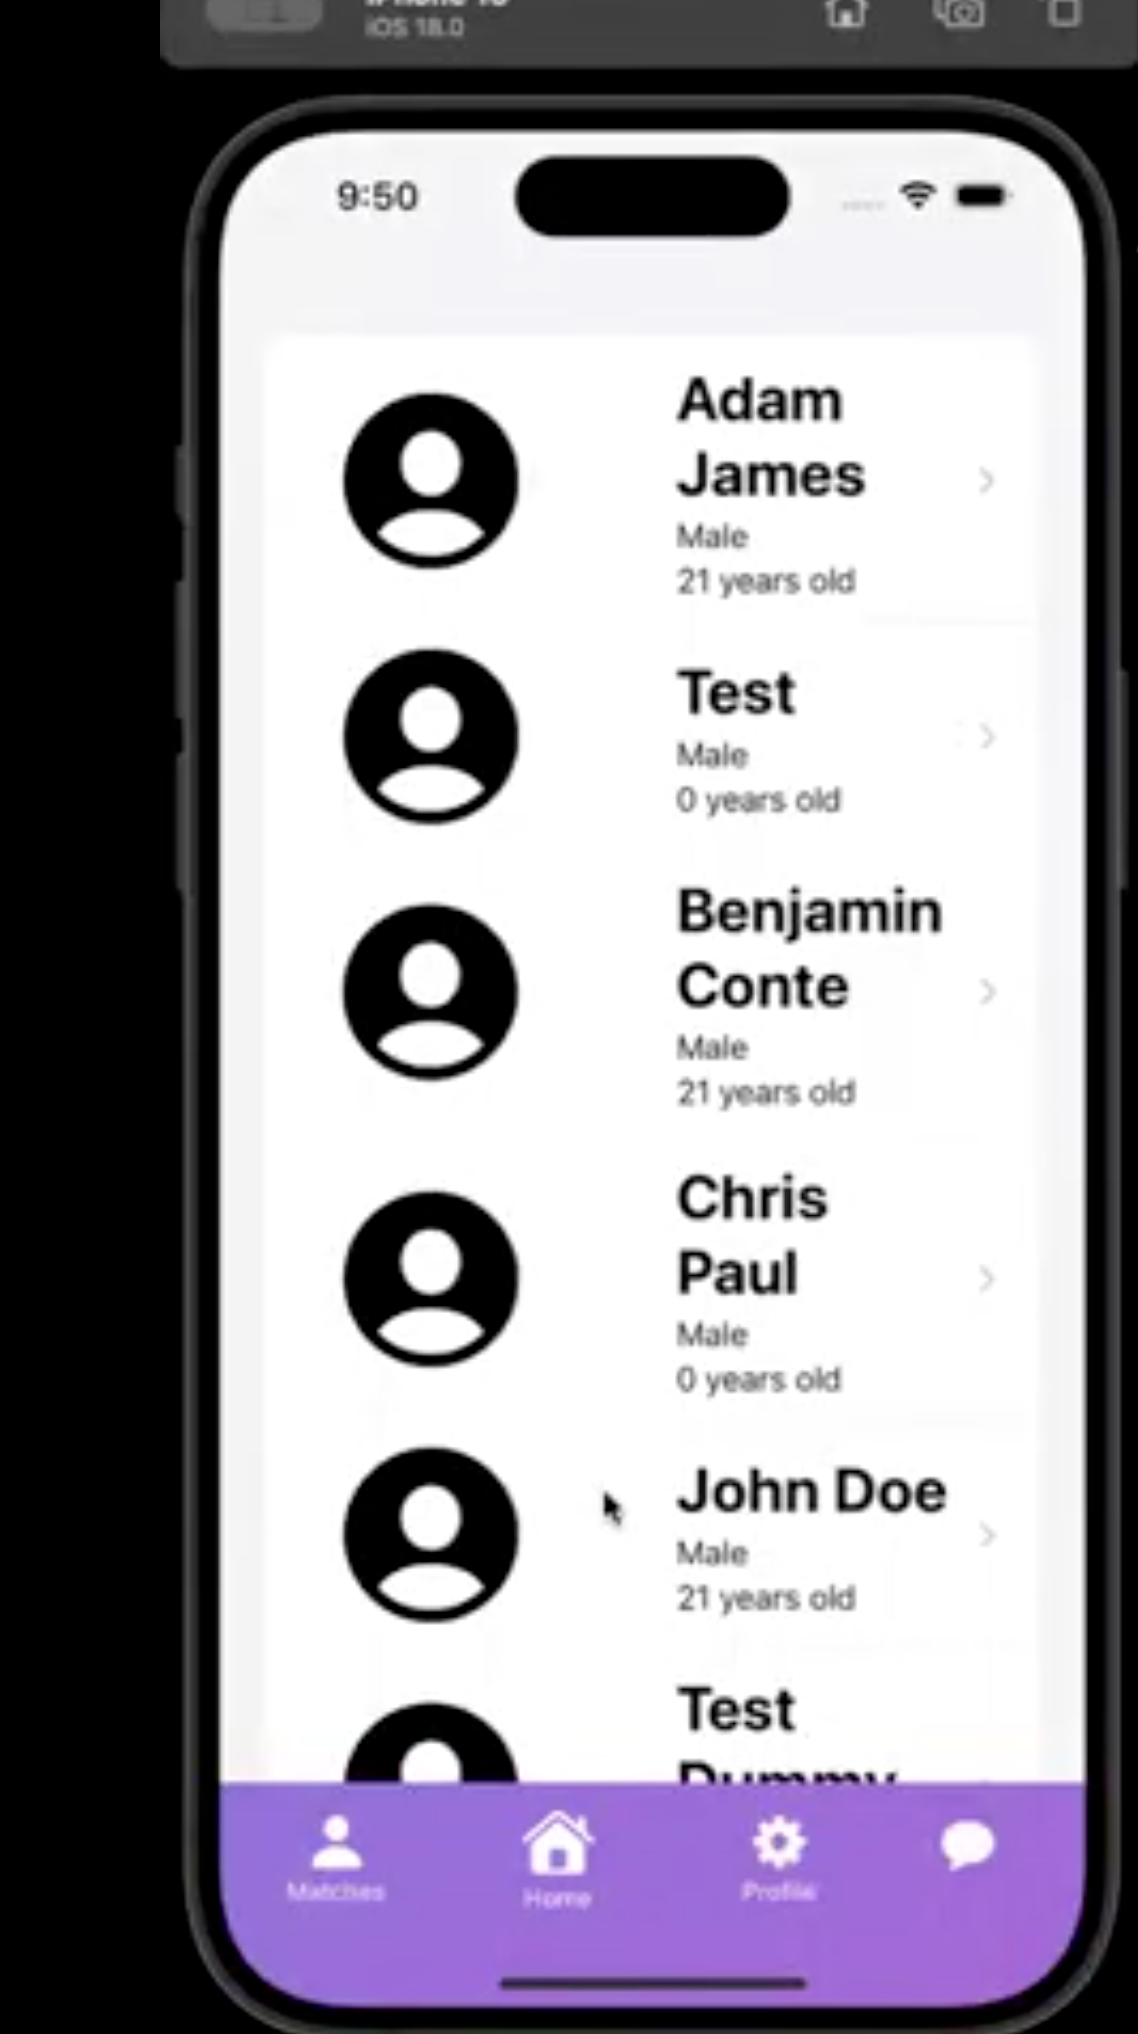 iOS 18.0
9:50
Adam
James
Male
21 years old
Test
Male
0 years old
Benjamin
Conte
Male
21 years old
Chris
Paul
Male
0 years old
John Doe
Male
21 years old
Test
Dummy
Matches
Home
Profile